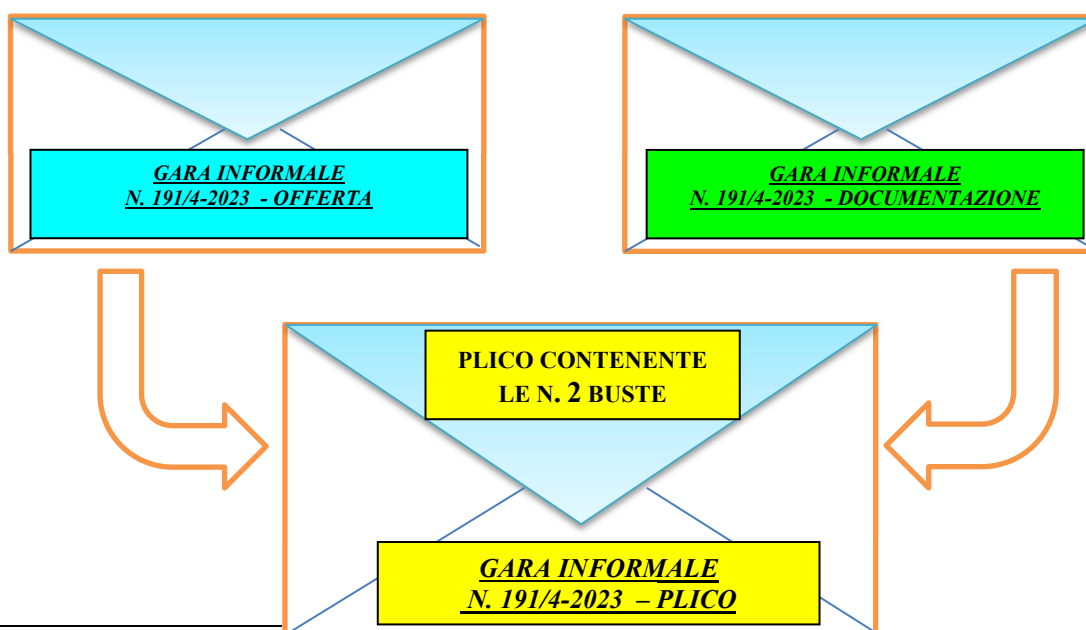 GARA INFORMALE
N. 191/4-2023 - OFFERTA
GARA INFORMALE
N. 191/4-2023 - DOCUMENTAZIONE
PLICO CONTENENTE
LE N. 2 BUSTE
GARA INFORMALE
N. 191/4-2023 – PLICO